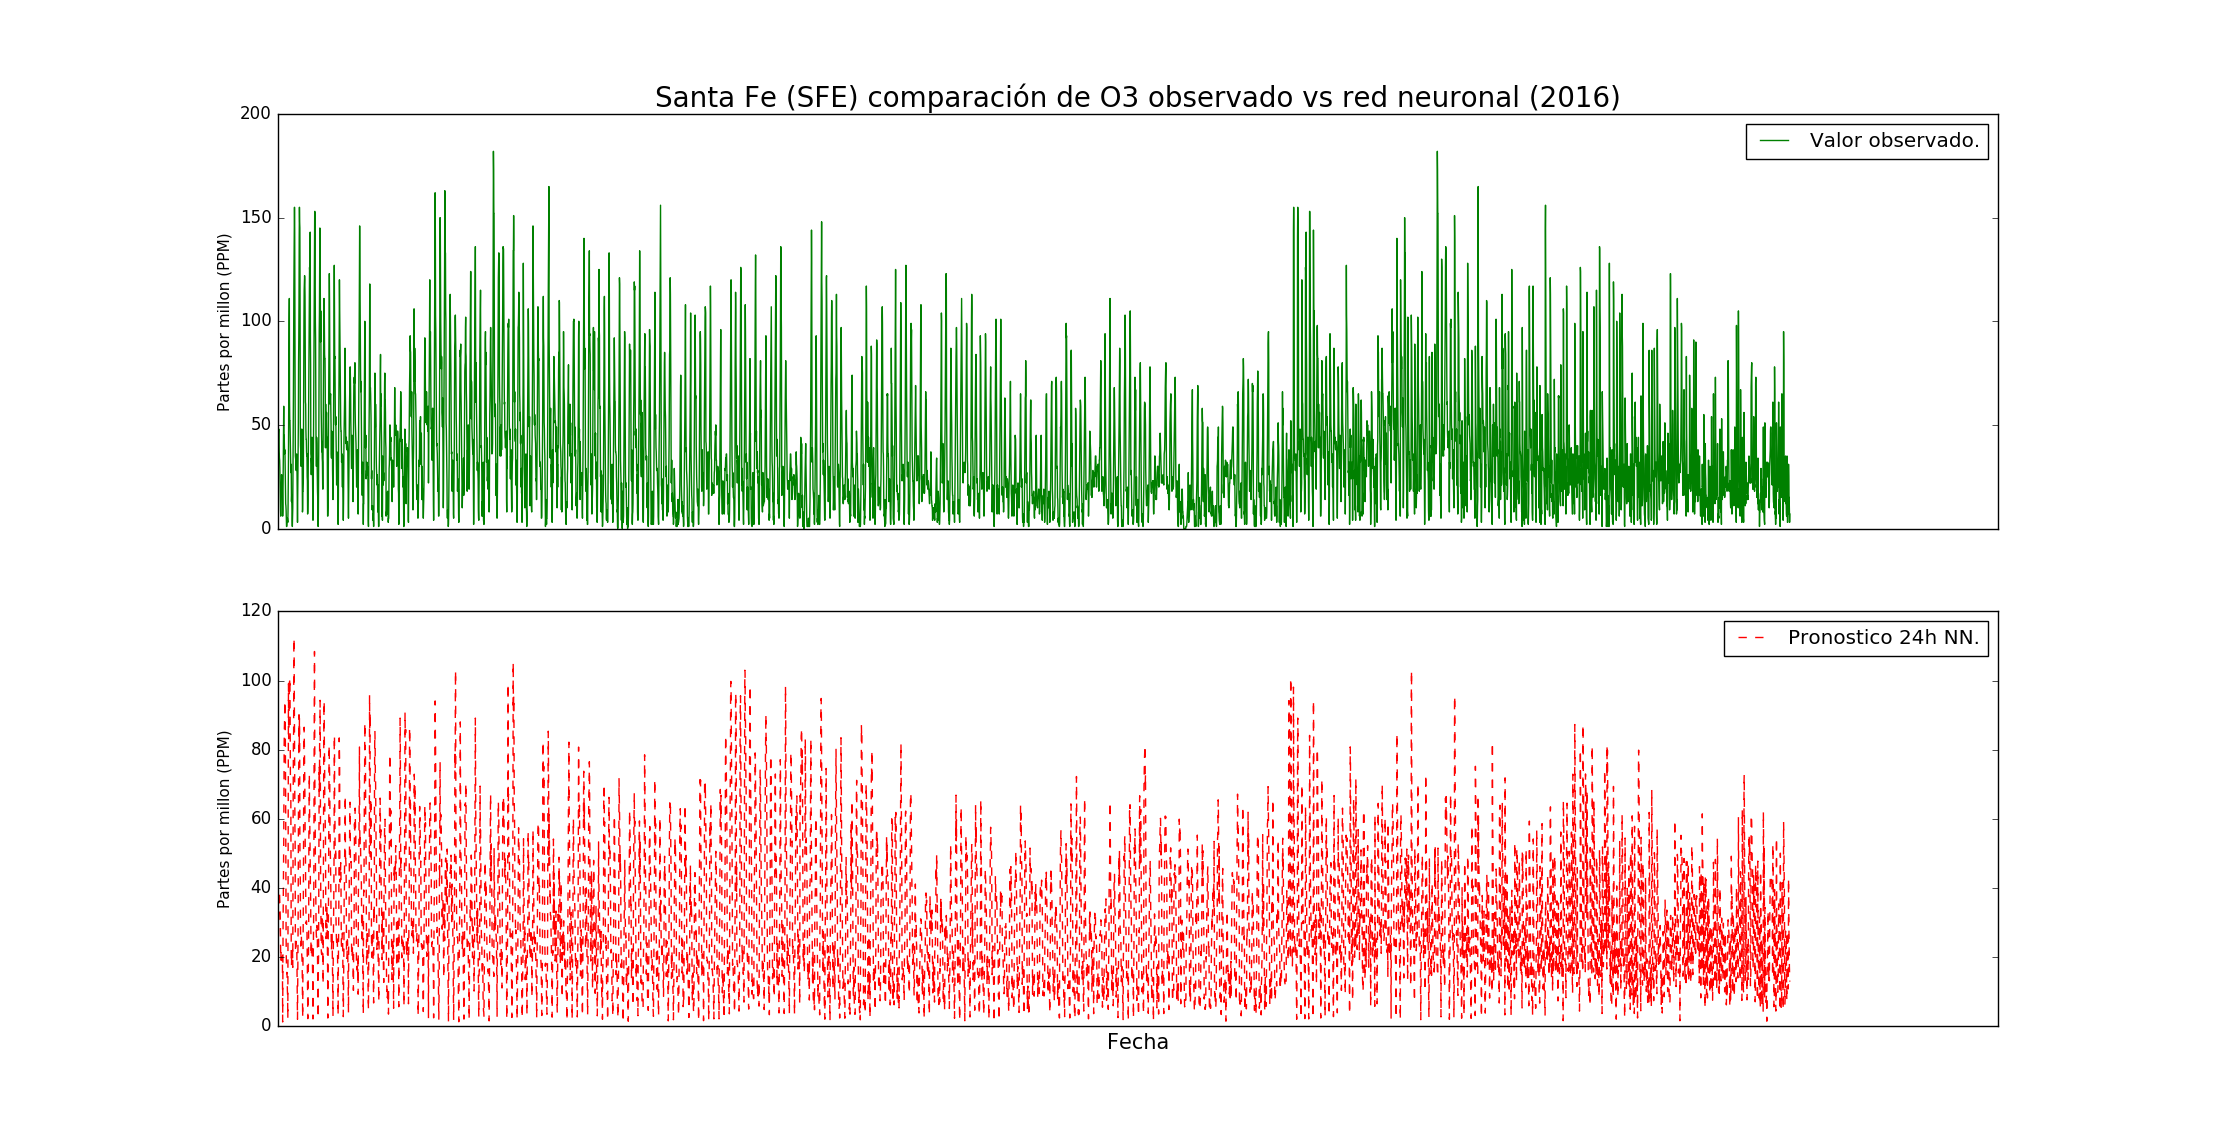 Santa Fe (SFE) comparación de O3 observado vs red neuronal (2016)
200
150
100
50
0
Partes por millon (PPM)
Valor observado.
120
100
80
60
40
20
0
Partes por millon (PPM)
Pronostico 24h NN.
Fecha